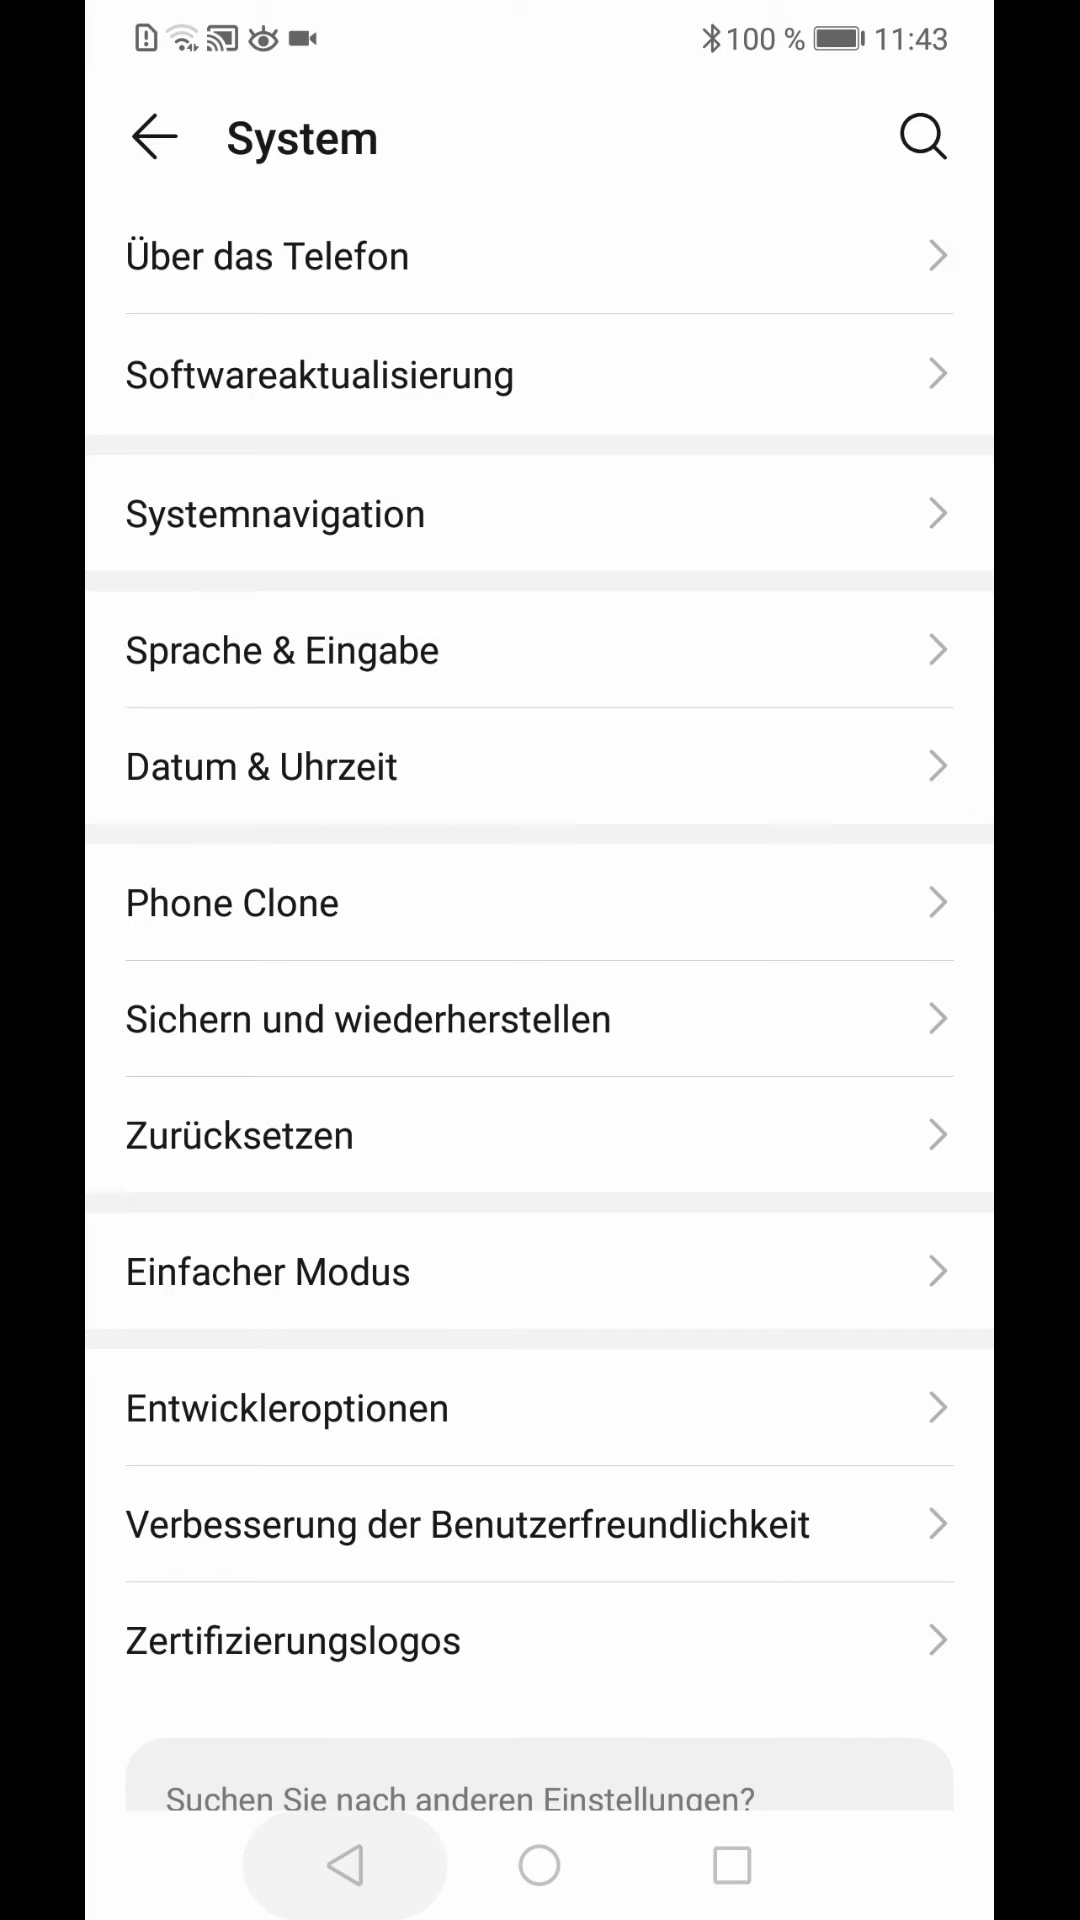 100 % 11:43
System
Über das Telefon
Softwareaktualisierung
Systemnavigation
Sprache & Eingabe
Datum & Uhrzeit
Phone Clone
Sichern und wiederherstellen
Zurücksetzen
Einfacher Modus
Entwickleroptionen
Verbesserung der Benutzerfreundlichkeit
Zertifizierungslogos
Suchen Sie nach anderen Einstellungen?